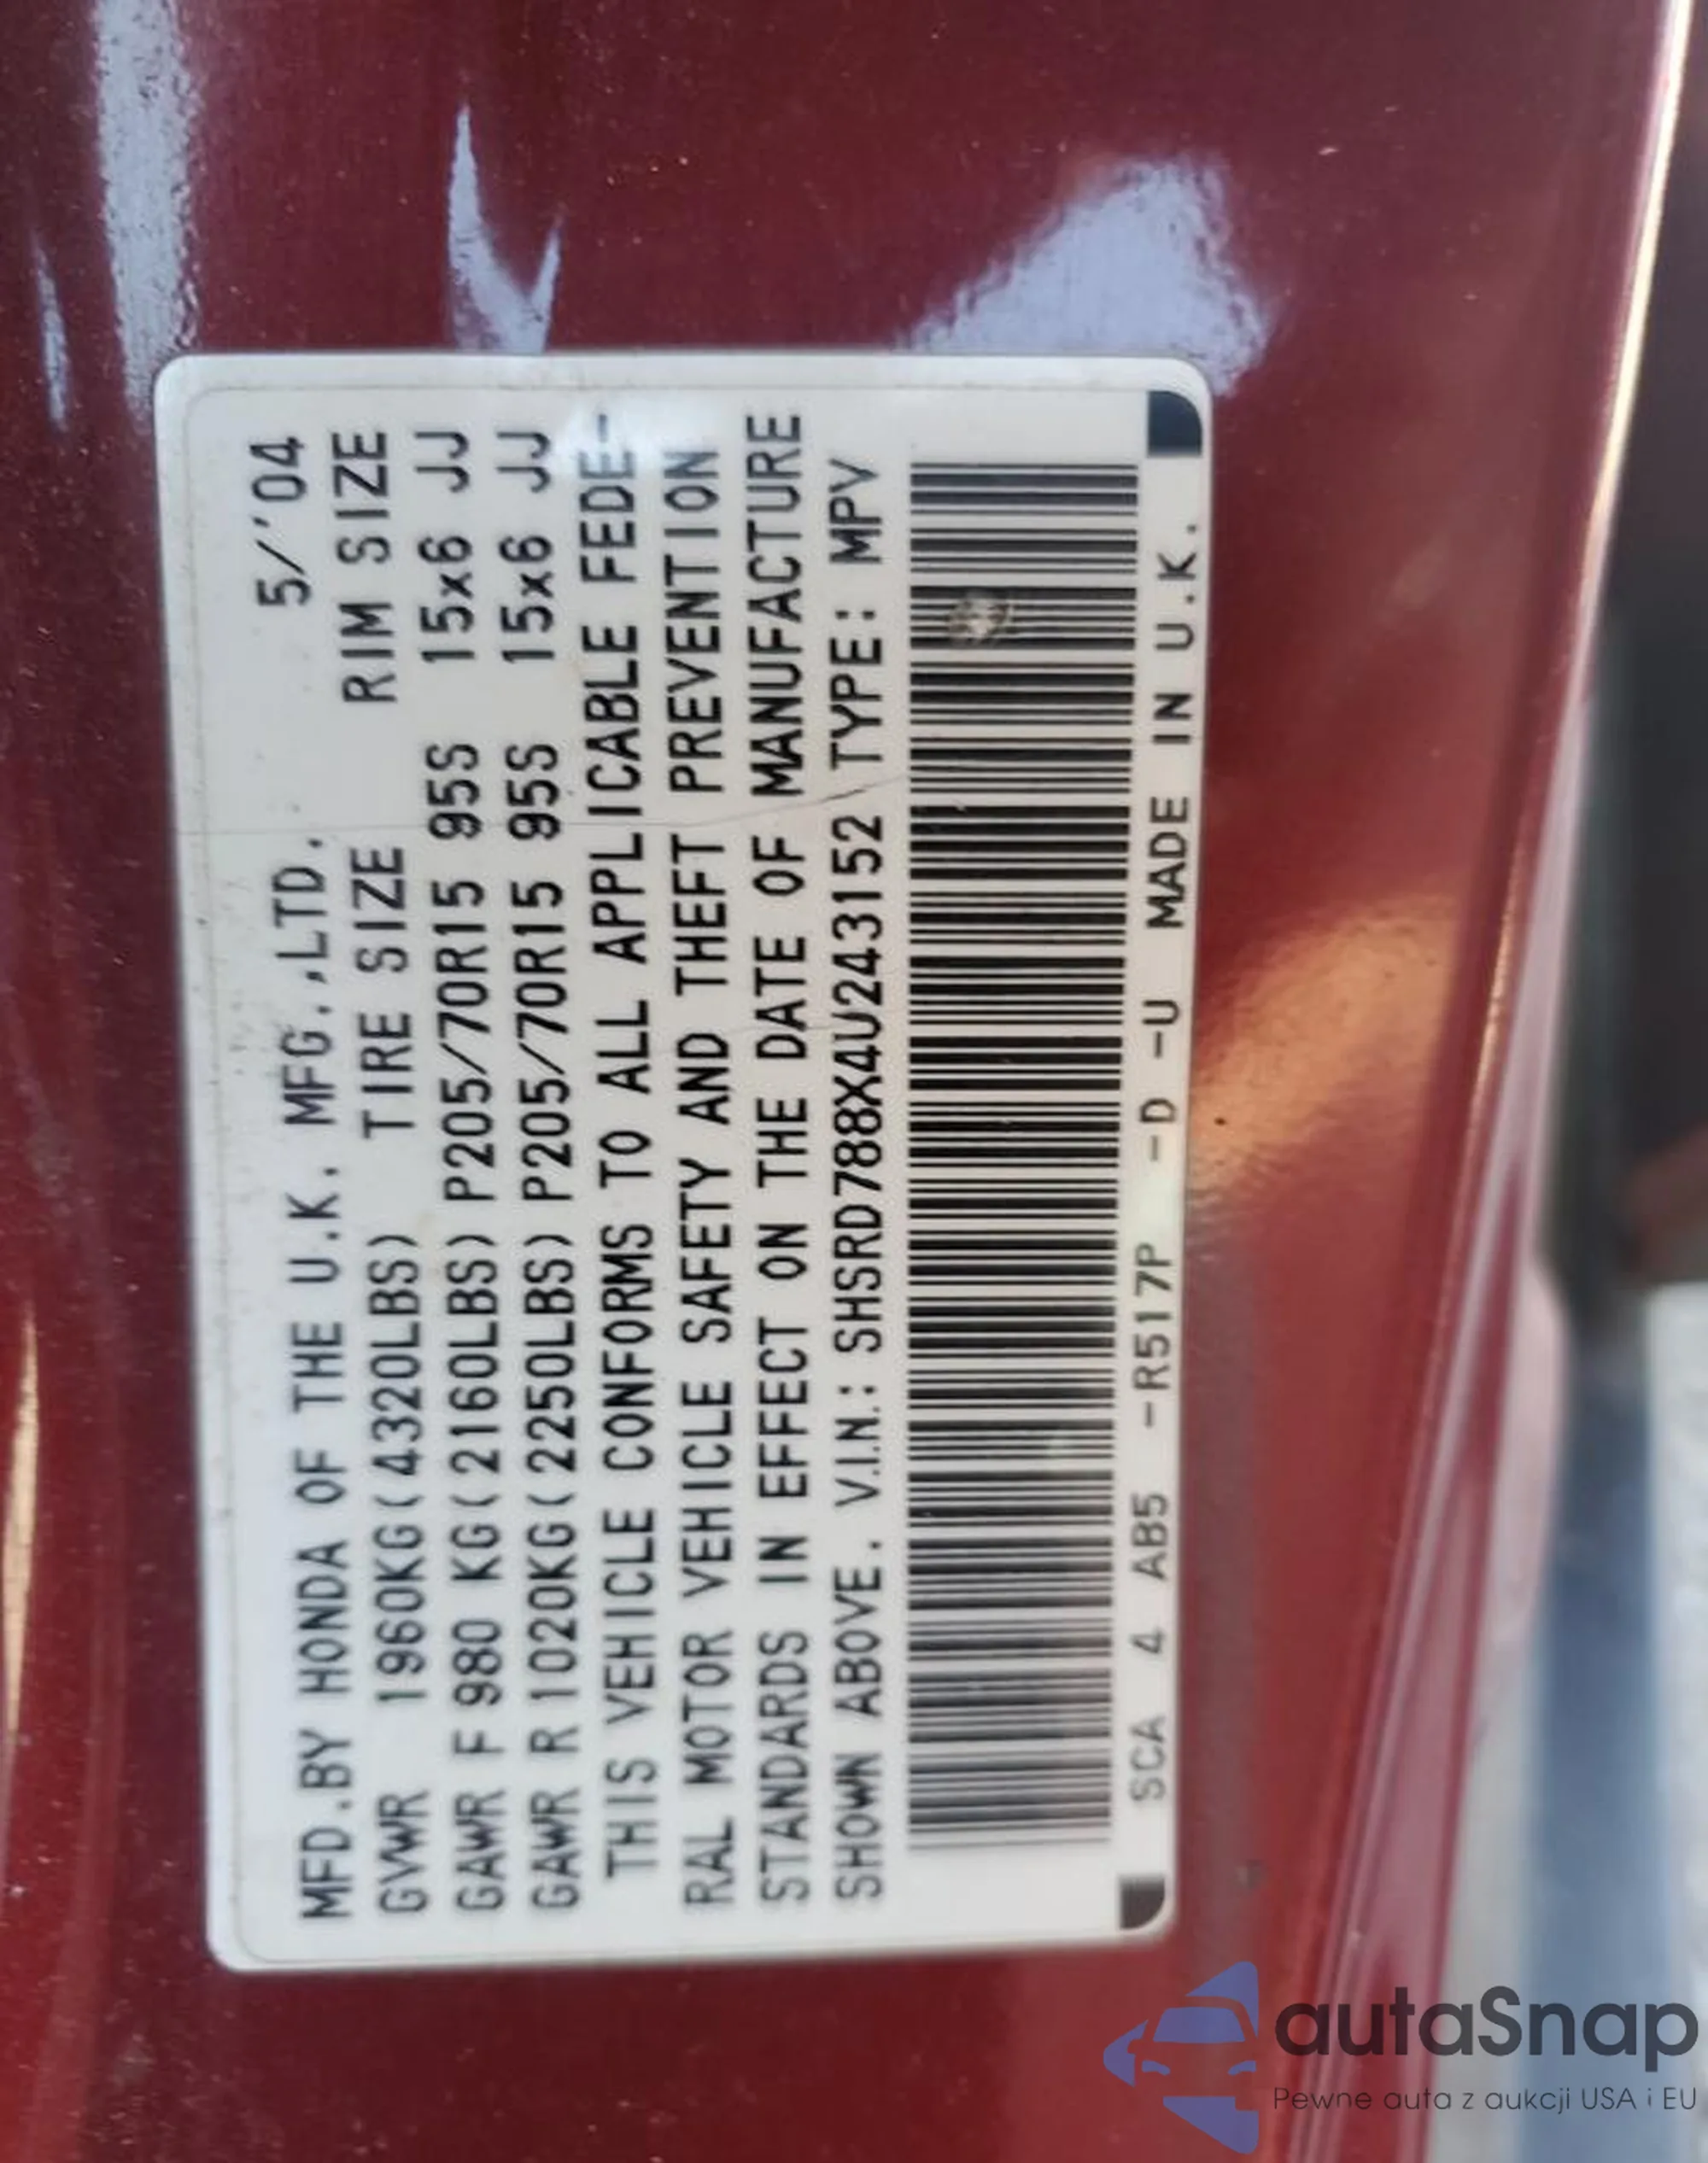 MFD.BY HONDA OF THE U.K. MFG.,LTD. 5/'04
GVWR 1960KG(4320LBS) TIRE SIZE RIM SIZE
GAWR F 980 KG(2160LBS) P205/70R15 95S 15x6 JJ
GAWR R 1020KG(2250LBS) P205/70R15 95S 15x6 JJ
THIS VEHICLE CONFORMS TO ALL APPLICABLE FEDE-
RAL MOTOR VEHICLE SAFETY AND THEFT PREVENTION
STANDARDS IN EFFECT ON THE DATE OF MANUFACTURE
SHOWN ABOVE. V.I.N.: SHSRD788X4U243152 TYPE: MPV
SCA 4 AB5 -R517P -D -U MADE IN U.K.
autaSnap
Pewne auta z aukcji USA i EU